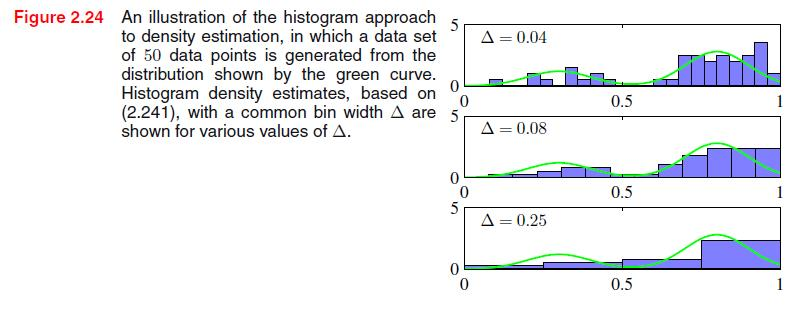 Figure 2.24 An illustration of the histogram approach
to density estimation, in which a data set
of 50 data points is generated from the
distribution shown by the green curve.
Histogram density estimates, based on
(2.241), with a common bin width Δ are
shown for various values of Δ.
5
Δ = 0.04
0
0 0.5 1
5
Δ = 0.08
0
0 0.5 1
5
Δ = 0.25
0
0 0.5 1